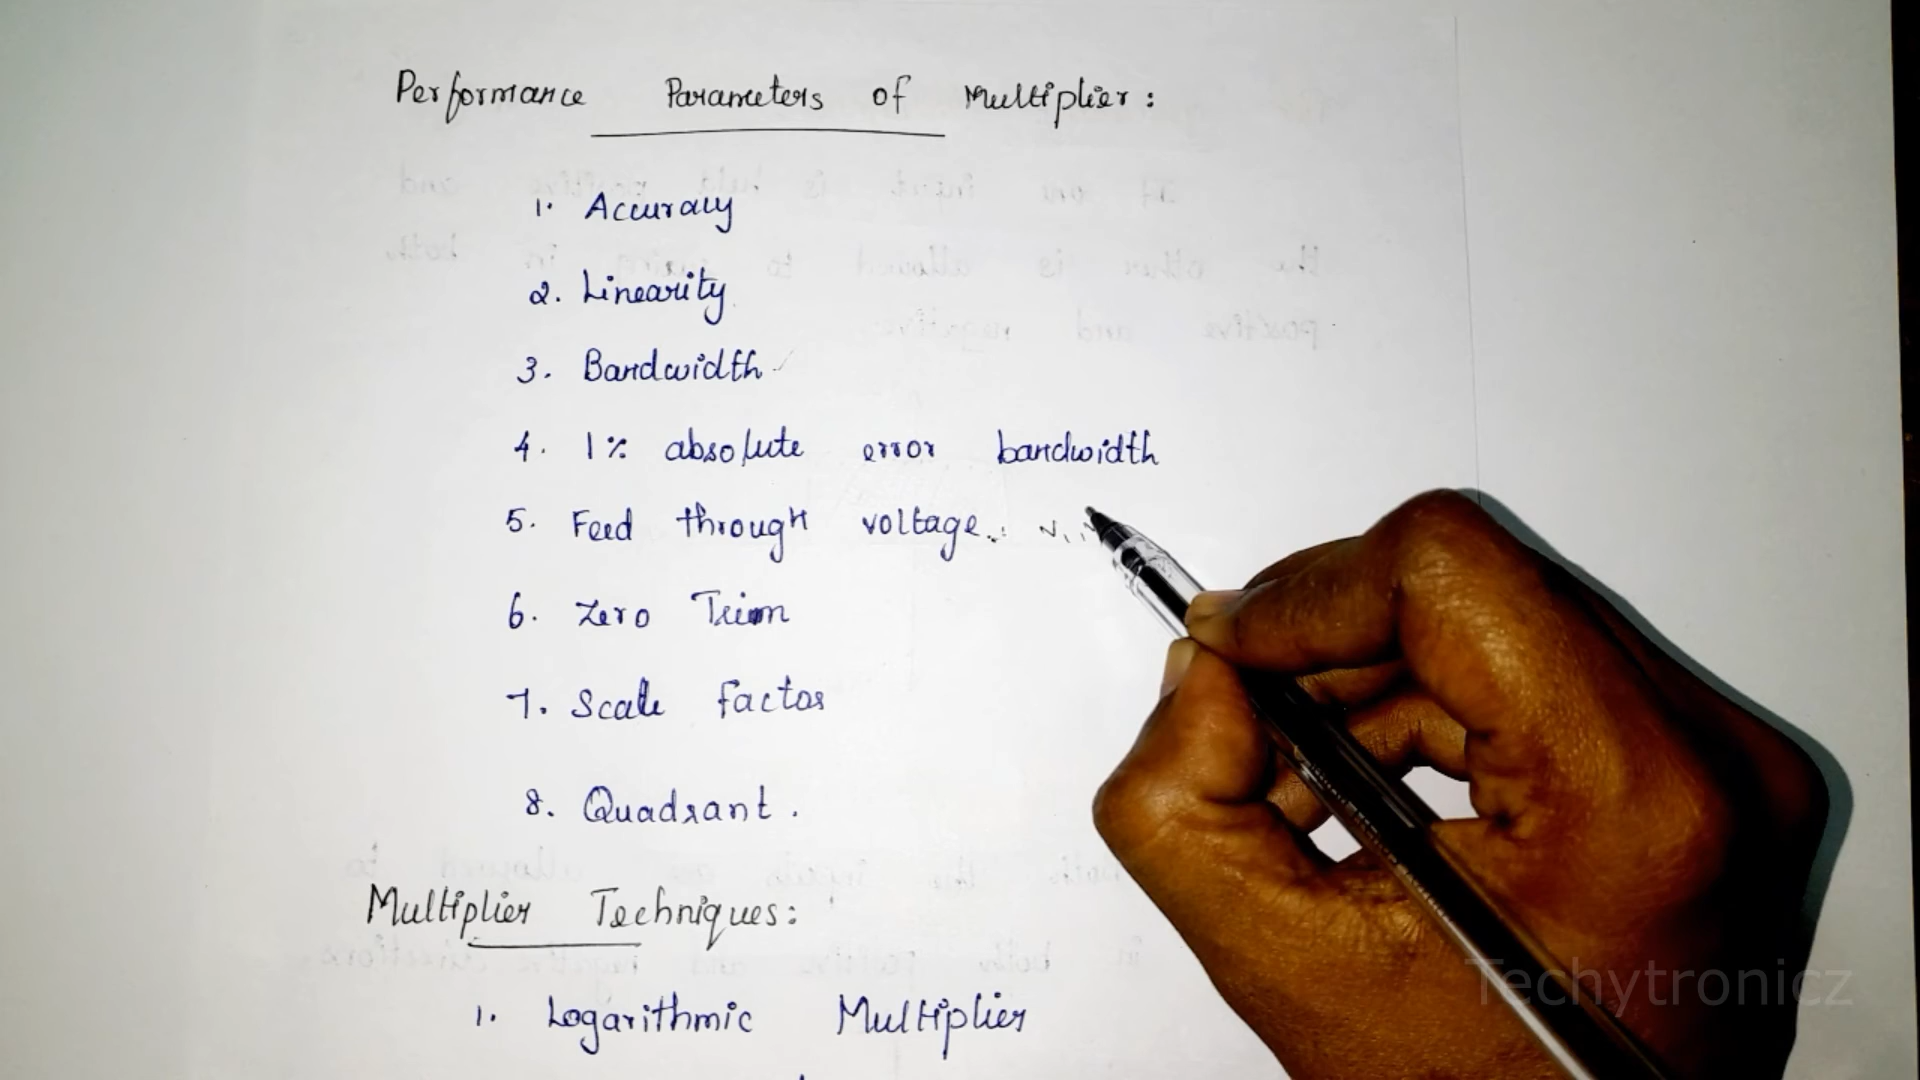 Performance Parameters of Multiplier:
1. Accuracy
2. Linearity
3. Bandwidth
4. 1% absolute error bandwidth
5. Feed through voltage.
6. Zero Trim
7. Scale factor
8. Quadrant.
Multiplier Techniques:
1. Logarithmic Multiplier
Techytronicz